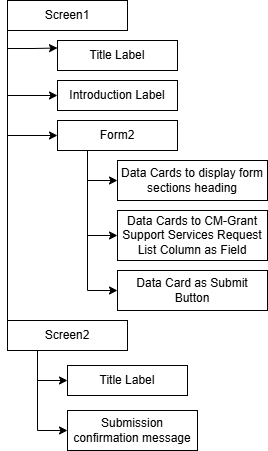 Screen1
Title Label
Introduction Label
Form2
Data Cards to display form
sections heading
Data Cards to CM-Grant
Support Services Request
List Column as Field
Data Card as Submit
Button
Screen2
Title Label
Submission
confirmation message